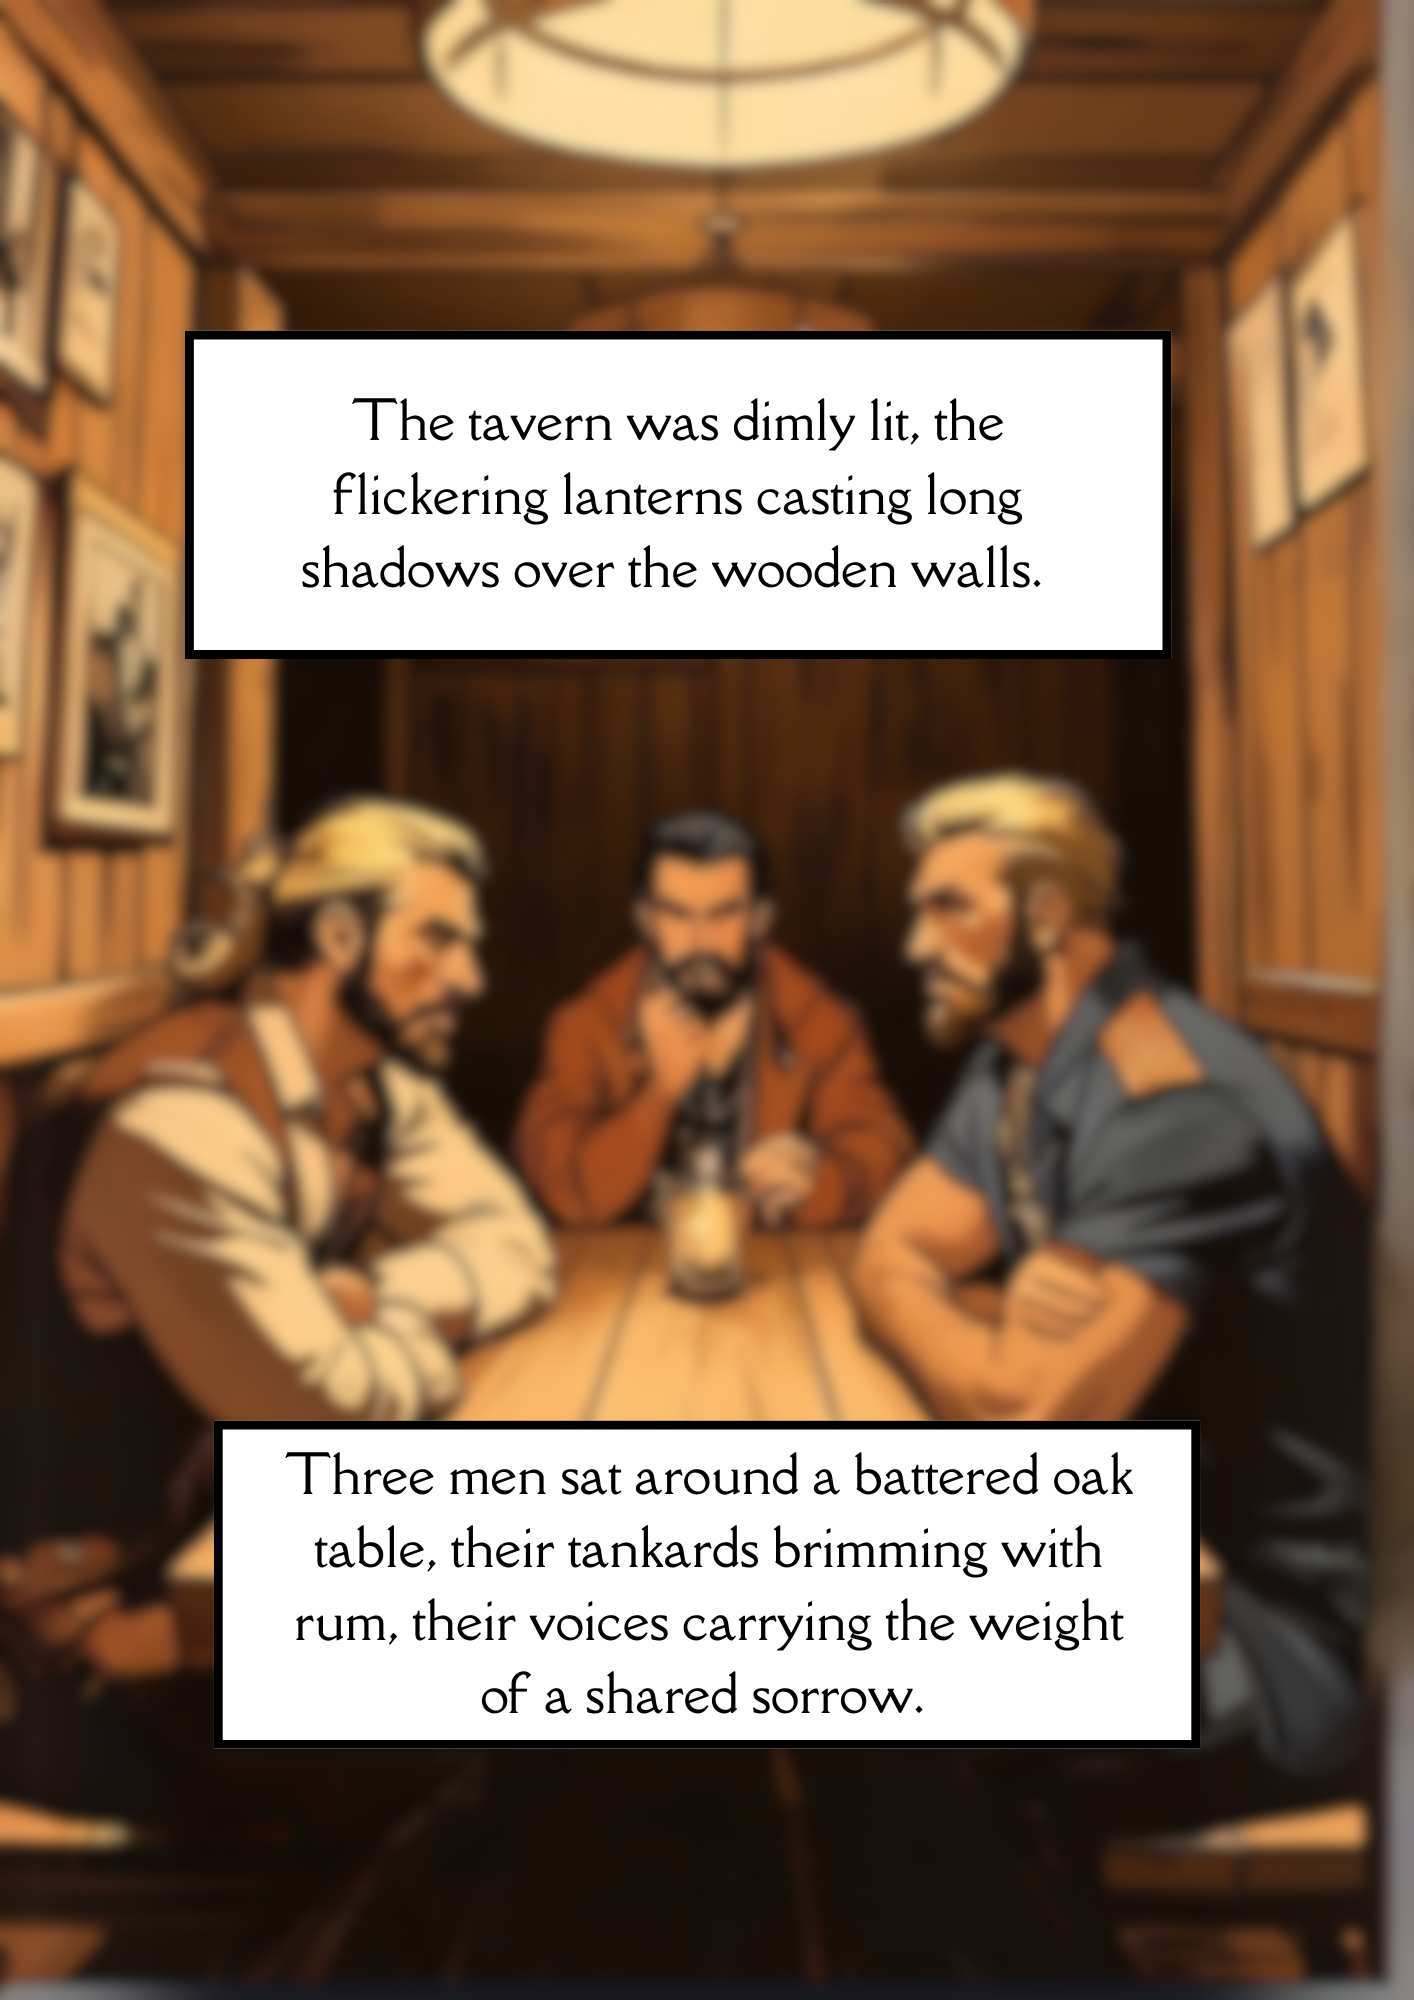 The tavern was dimly lit, the
flickering lanterns casting long
shadows over the wooden walls.
Three men sat around a battered oak
table, their tankards brimming with
rum, their voices carrying the weight
of a shared sorrow.